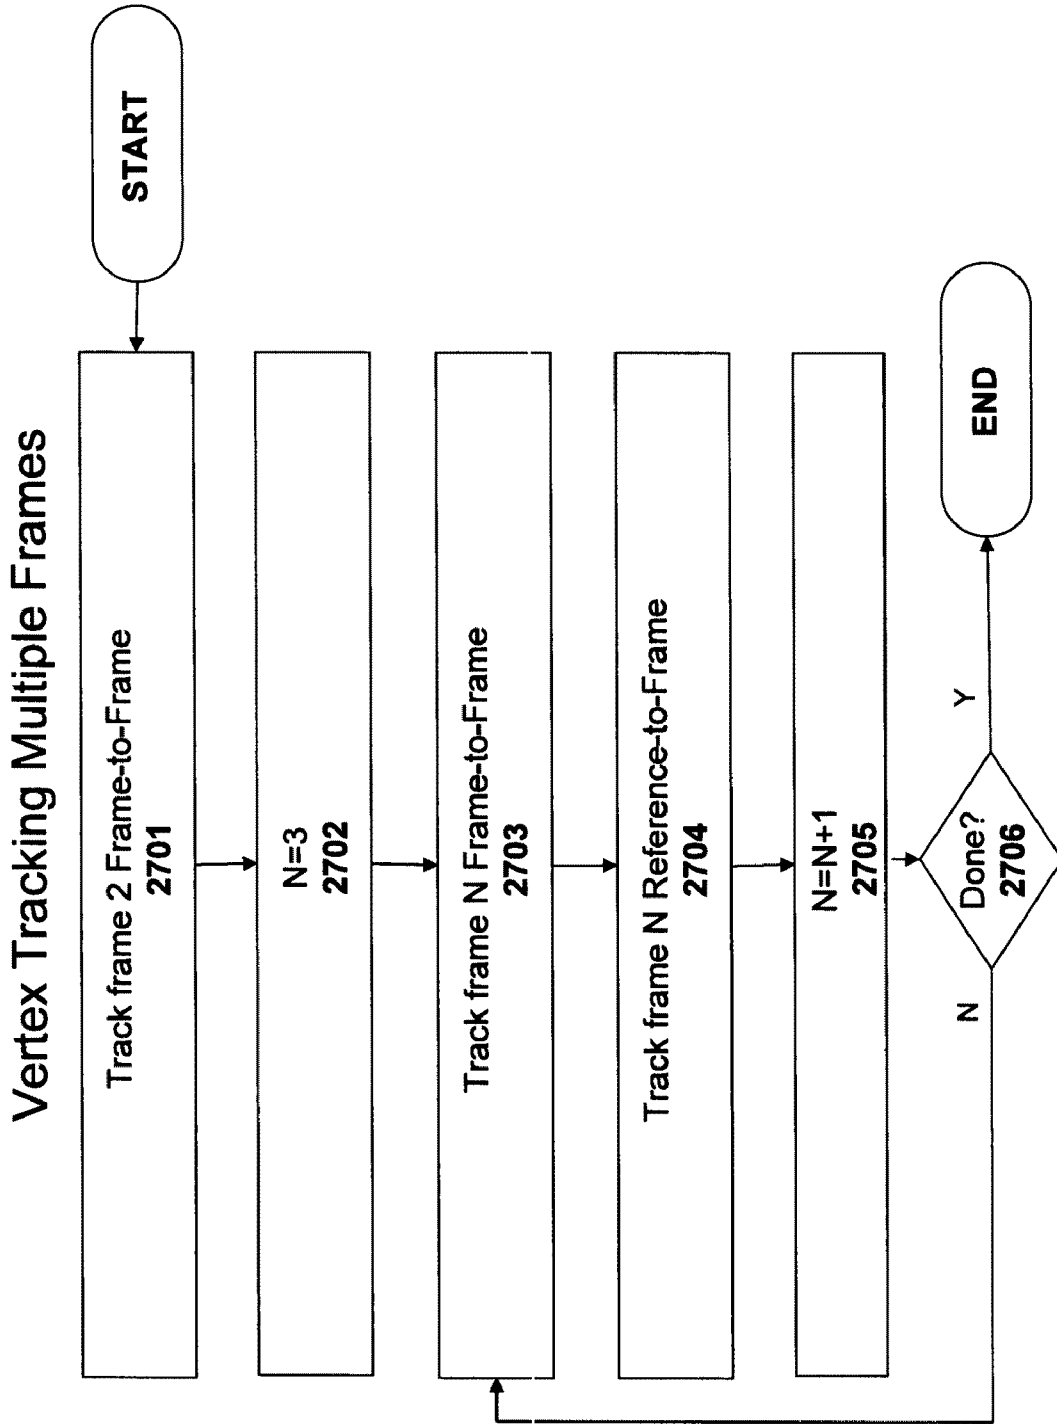 Vertex Tracking Multiple Frames
START
Track frame 2 Frame-to-Frame
2701
N=3
2702
Track frame N Frame-to-Frame
2703
Track frame N Reference-to-Frame
2704
N=N+1
2705
Done?
2706
N
Y
END